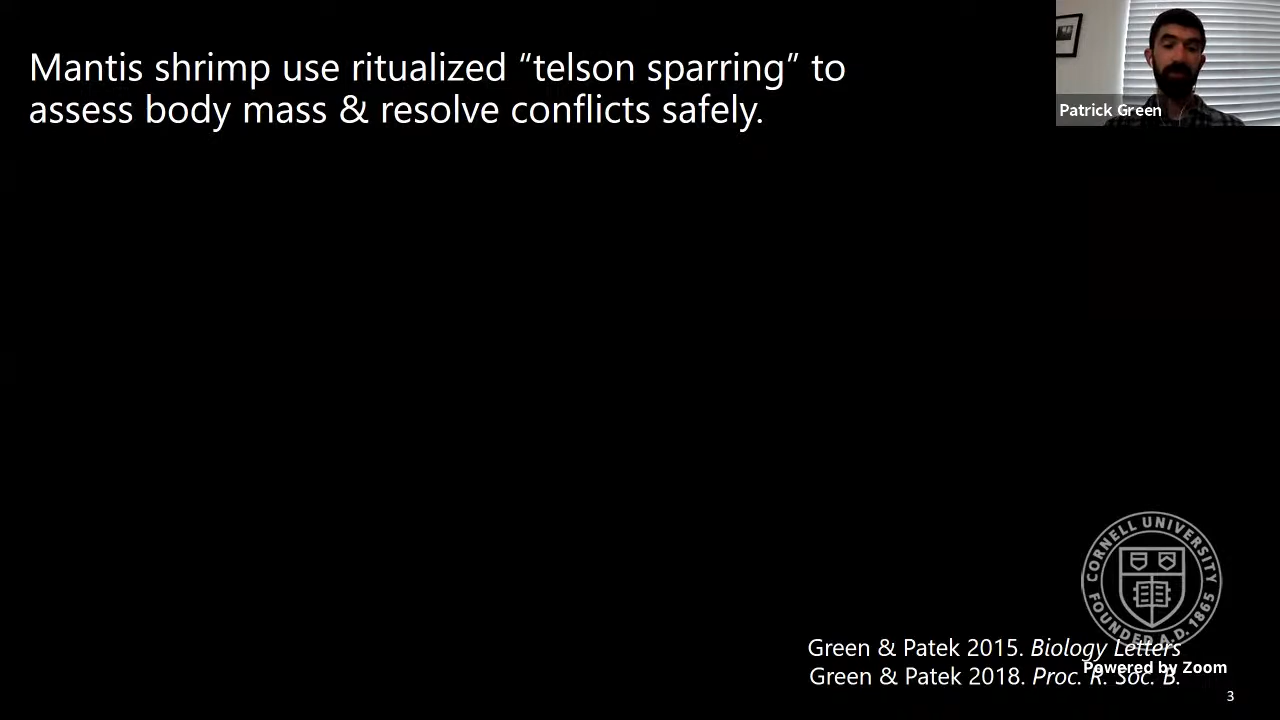 Mantis shrimp use ritualized “telson sparring” to
assess body mass & resolve conflicts safely.
Patrick Green
CORNELL UNIVERSITY
FOUNDED A.D. 1865
Green & Patek 2015. Biology Letters
Powered by Zoom
Green & Patek 2018. Proc. R. Soc. B.
3